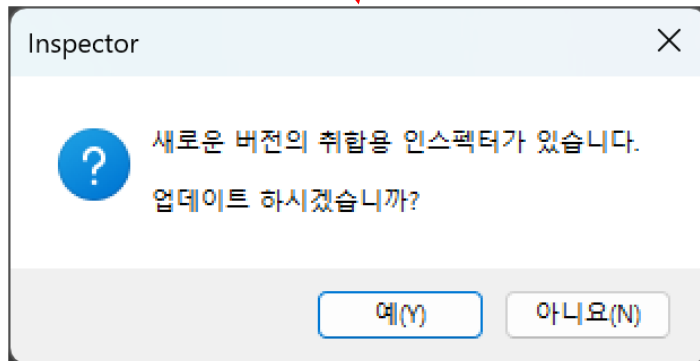 Inspector
새로운 버전의 취합용 인스펙터가 있습니다.
업데이트 하시겠습니까?
예(Y)
아니요(N)